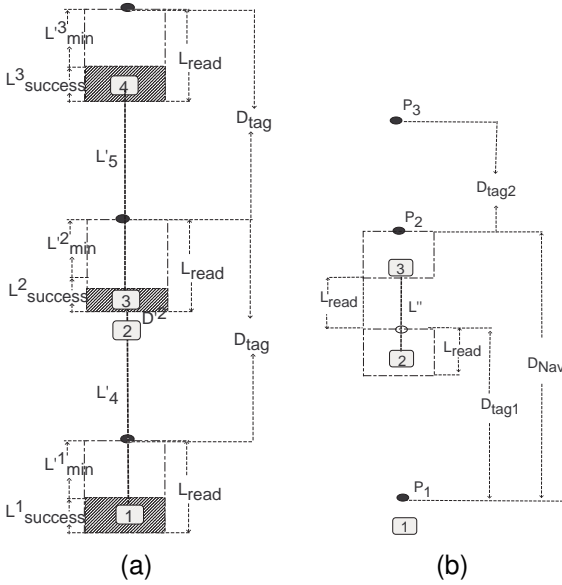 L'³min
L³success
4
Lread
Dtag
L'5
L'²min
L²success
3
D'²
2
Lread
Dtag
L'4
L'¹min
L¹success
1
Lread
(a)
P3
Dtag2
P2
3
Lread
L"
2
Lread
DNav
Dtag1
P1
1
(b)